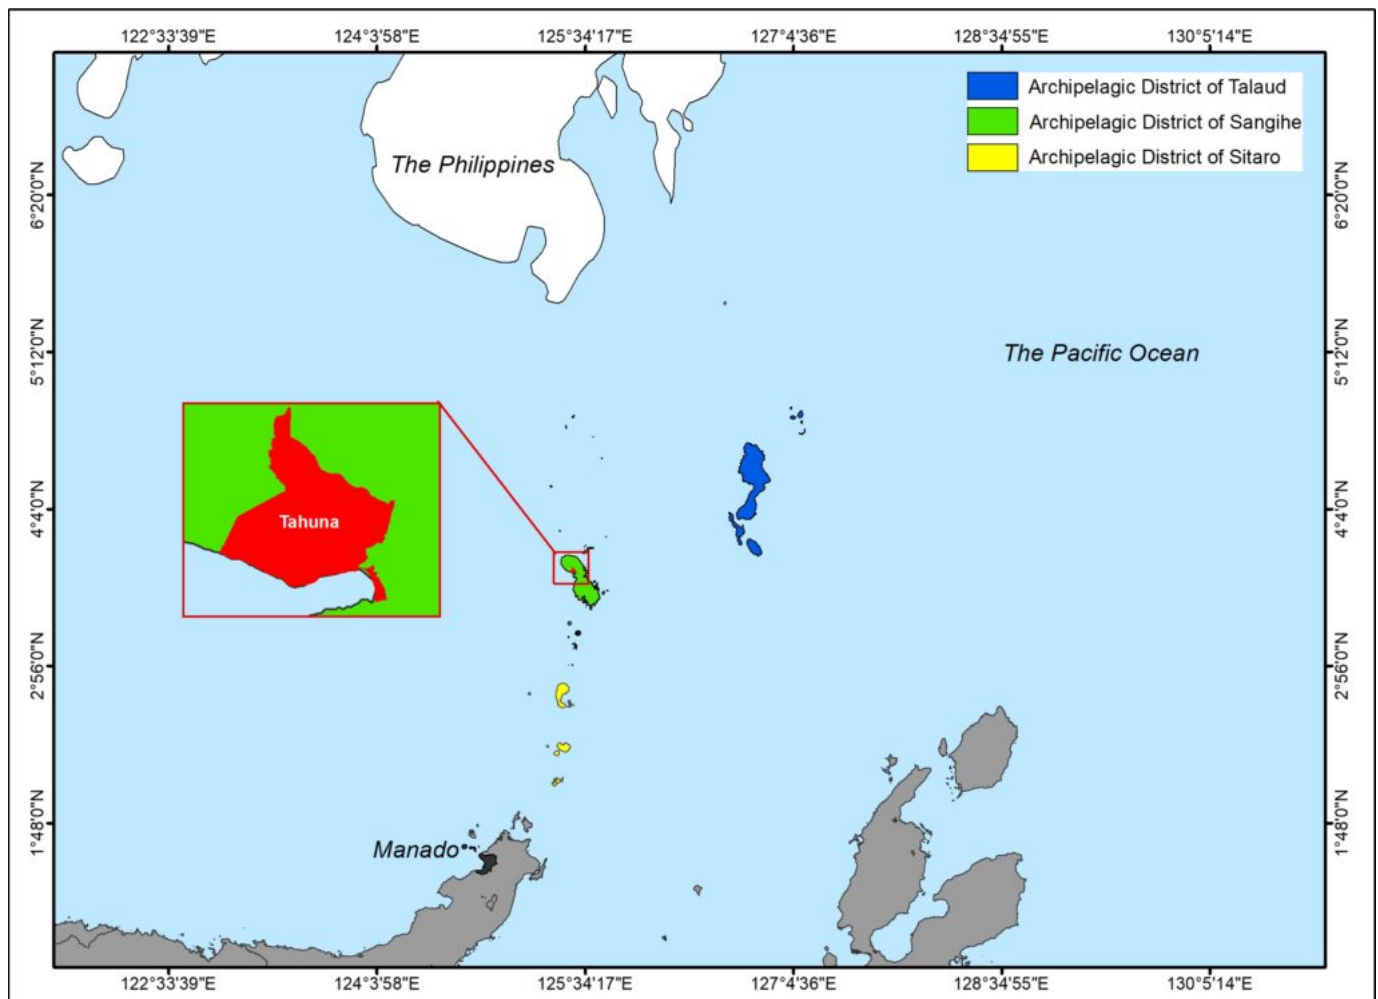 122°33'39"E 124°3'58"E 125°34'17"E 127°4'36"E 128°34'55"E 130°5'14"E
Archipelagic District of Talaud
Archipelagic District of Sangihe
Archipelagic District of Sitaro
The Philippines
6°20'0"N 6°20'0"N
The Pacific Ocean
5°12'0"N 5°12'0"N
Tahuna
4°4'0"N 4°4'0"N
2°56'0"N 2°56'0"N
1°48'0"N 1°48'0"N
Manado
122°33'39"E 124°3'58"E 125°34'17"E 127°4'36"E 128°34'55"E 130°5'14"E